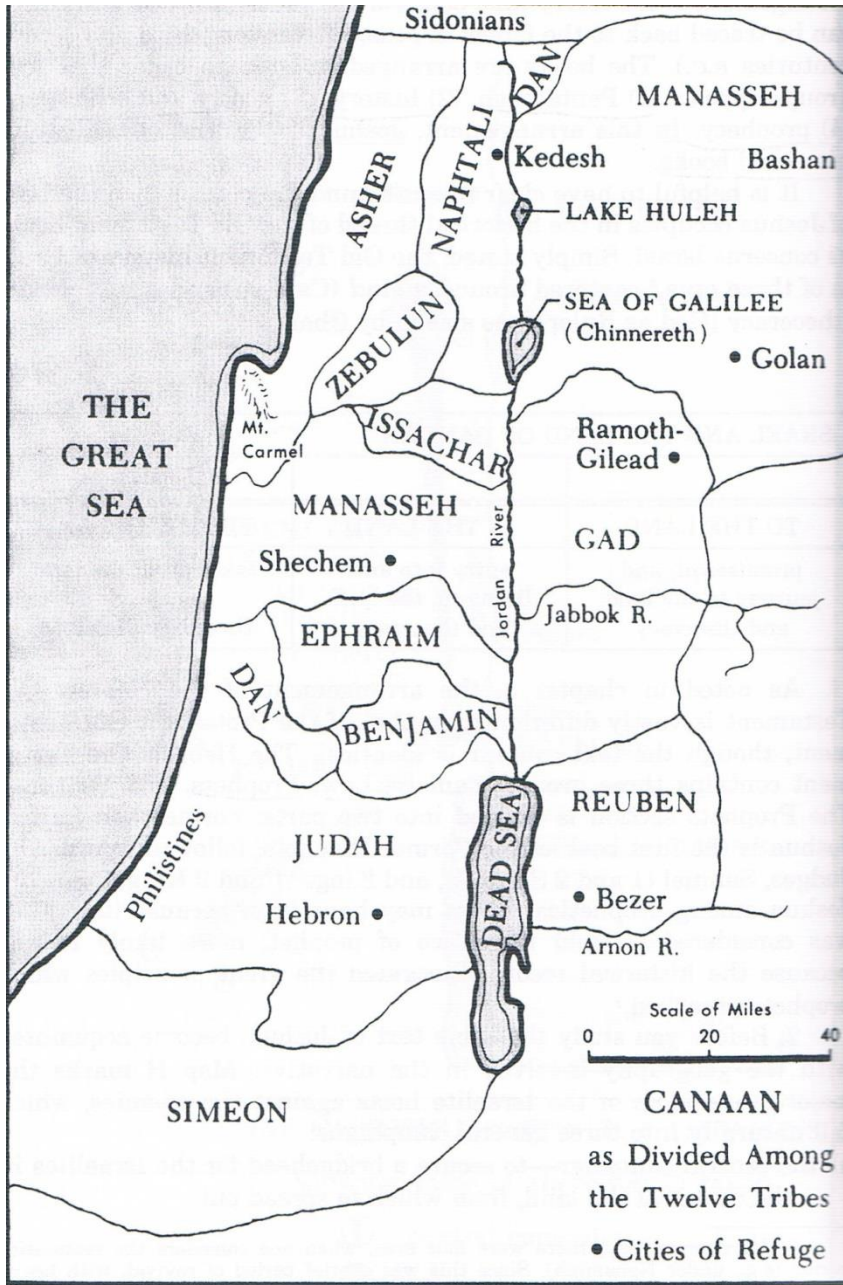 Sidonians
DAN
MANASSEH
ASHER
NAPHTALI
Kedesh
Bashan
LAKE HULEH
SEA OF GALILEE
(Chinnereth)
ZEBULUN
Golan
THE
GREAT
SEA
Mt.
Carmel
ISSACHAR
Ramoth-
Gilead
MANASSEH
Shechem
Jordan River
GAD
Jabbok R.
EPHRAIM
DAN
BENJAMIN
Philistines
JUDAH
Hebron
DEAD SEA
REUBEN
Bezer
Arnon R.
Scale of Miles
0 20 40
SIMEON
CANAAN
as Divided Among
the Twelve Tribes
• Cities of Refuge